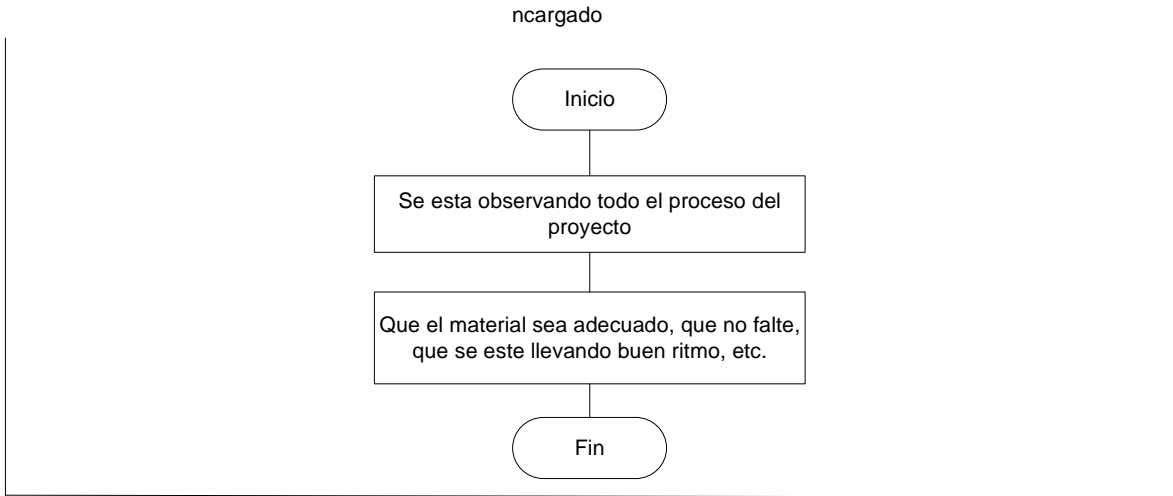 ncargado
Inicio
Se esta observando todo el proceso del
proyecto
Que el material sea adecuado, que no falte,
que se este llevando buen ritmo, etc.
Fin